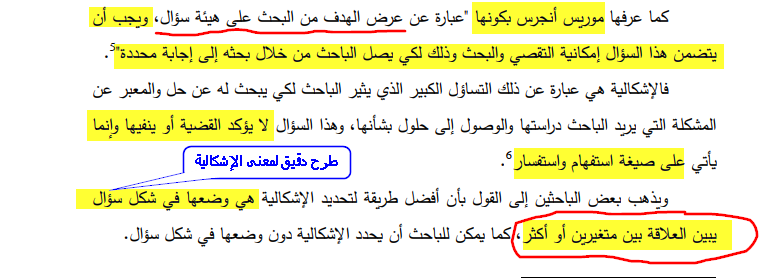 كما عرفها موريس أنجرس بكونها "عبارة عن عرض الهدف من البحث على هيئة سؤال، ويجب أن
يتضمن هذا السؤال إمكانية التقصي والبحث وذلك لكي يصل الباحث من خلال بحثه إلى إجابة محددة"5.
فالإشكالية هي عبارة عن ذلك التساؤل الكبير الذي يثير الباحث لكي يبحث له عن حل والمعبر عن
المشكلة التي يريد الباحث دراستها والوصول إلى حلول بشأنها، وهذا السؤال لا يؤكد القضية أو ينفيها وإنما
يأتي على صيغة استفهام واستفسار6.
طرح دقيق لمعنى الإشكالية
ويذهب بعض الباحثين إلى القول بأن أفضل طريقة لتحديد الإشكالية هي وضعها في شكل سؤال
يبين العلاقة بين متغيرين أو أكثر، كما يمكن للباحث أن يحدد الإشكالية دون وضعها في شكل سؤال.